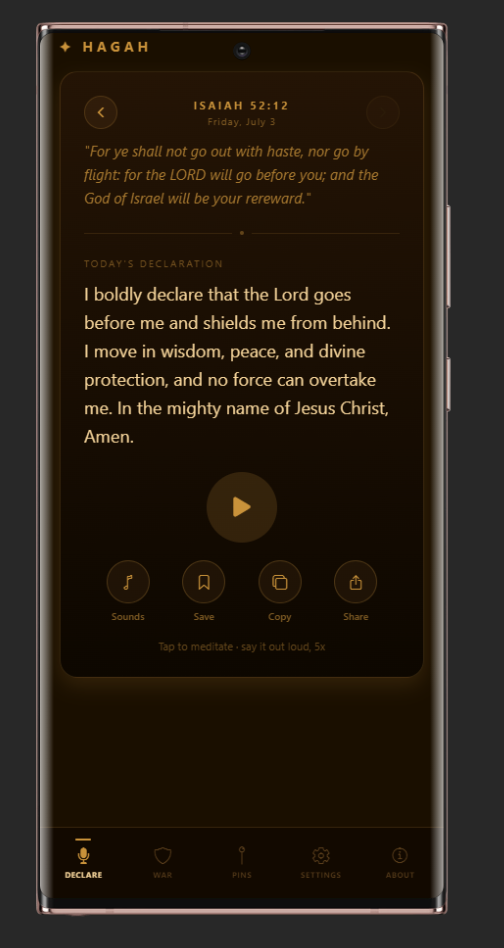 ✦ HAGAH
ISAIAH 52:12
Friday, July 3
"For ye shall not go out with haste, nor go by
flight: for the LORD will go before you; and the
God of Israel will be your rereward."
TODAY'S DECLARATION
I boldly declare that the Lord goes
before me and shields me from behind.
I move in wisdom, peace, and divine
protection, and no force can overtake
me. In the mighty name of Jesus Christ,
Amen.
Sounds Save Copy Share
Tap to meditate · say it out loud, 5x
DECLARE WAR PINS SETTINGS ABOUT